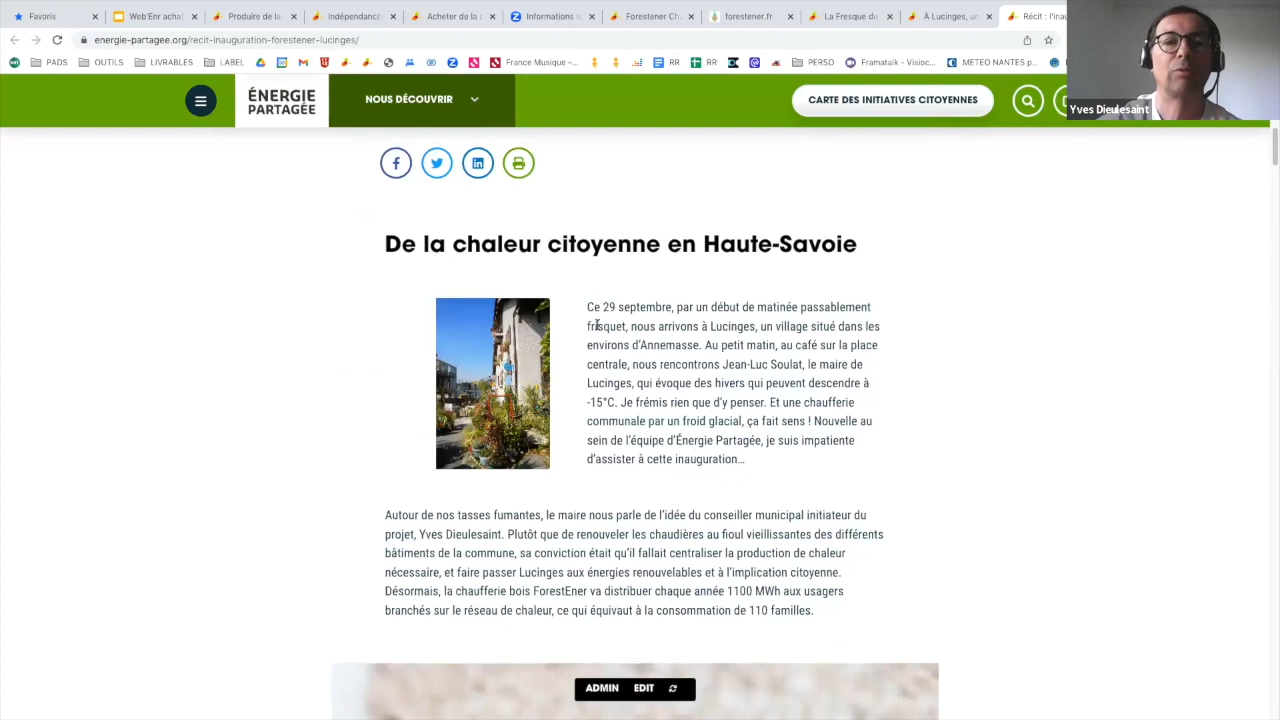 Favoris
Web'Enr achat
Produire de la
Indépendance
Acheter de la
Informations
Forestener
forestener.fr
La Fresque du
À Lucinges, un
Récit : l'ina
energie-partagee.org/recit-inauguration-forestener-lucinges/
PADS
OUTILS
LIVRABLES
LABEL
France Musique –...
RR
RR
PERSO
Framatalk - Visioc...
METEO NANTES p...
ÉNERGIE
PARTAGÉE
NOUS DÉCOUVRIR
CARTE DES INITIATIVES CITOYENNES
Yves Dieulesaint
De la chaleur citoyenne en Haute-Savoie
Ce 29 septembre, par un début de matinée passablement
frisquet, nous arrivons à Lucinges, un village situé dans les
environs d’Annemasse. Au petit matin, au café sur la place
centrale, nous rencontrons Jean-Luc Soulat, le maire de
Lucinges, qui évoque des hivers qui peuvent descendre à
-15°C. Je frémis rien que d’y penser. Et une chaufferie
communale par un froid glacial, ça fait sens ! Nouvelle au
sein de l’équipe d’Énergie Partagée, je suis impatiente
d’assister à cette inauguration…
Autour de nos tasses fumantes, le maire nous parle de l’idée du conseiller municipal initiateur du
projet, Yves Dieulesaint. Plutôt que de renouveler les chaudières au fioul vieillissantes des différents
bâtiments de la commune, sa conviction était qu’il fallait centraliser la production de chaleur
nécessaire, et faire passer Lucinges aux énergies renouvelables et à l’implication citoyenne.
Désormais, la chaufferie bois ForestEner va distribuer chaque année 1100 MWh aux usagers
branchés sur le réseau de chaleur, ce qui équivaut à la consommation de 110 familles.
ADMIN EDIT